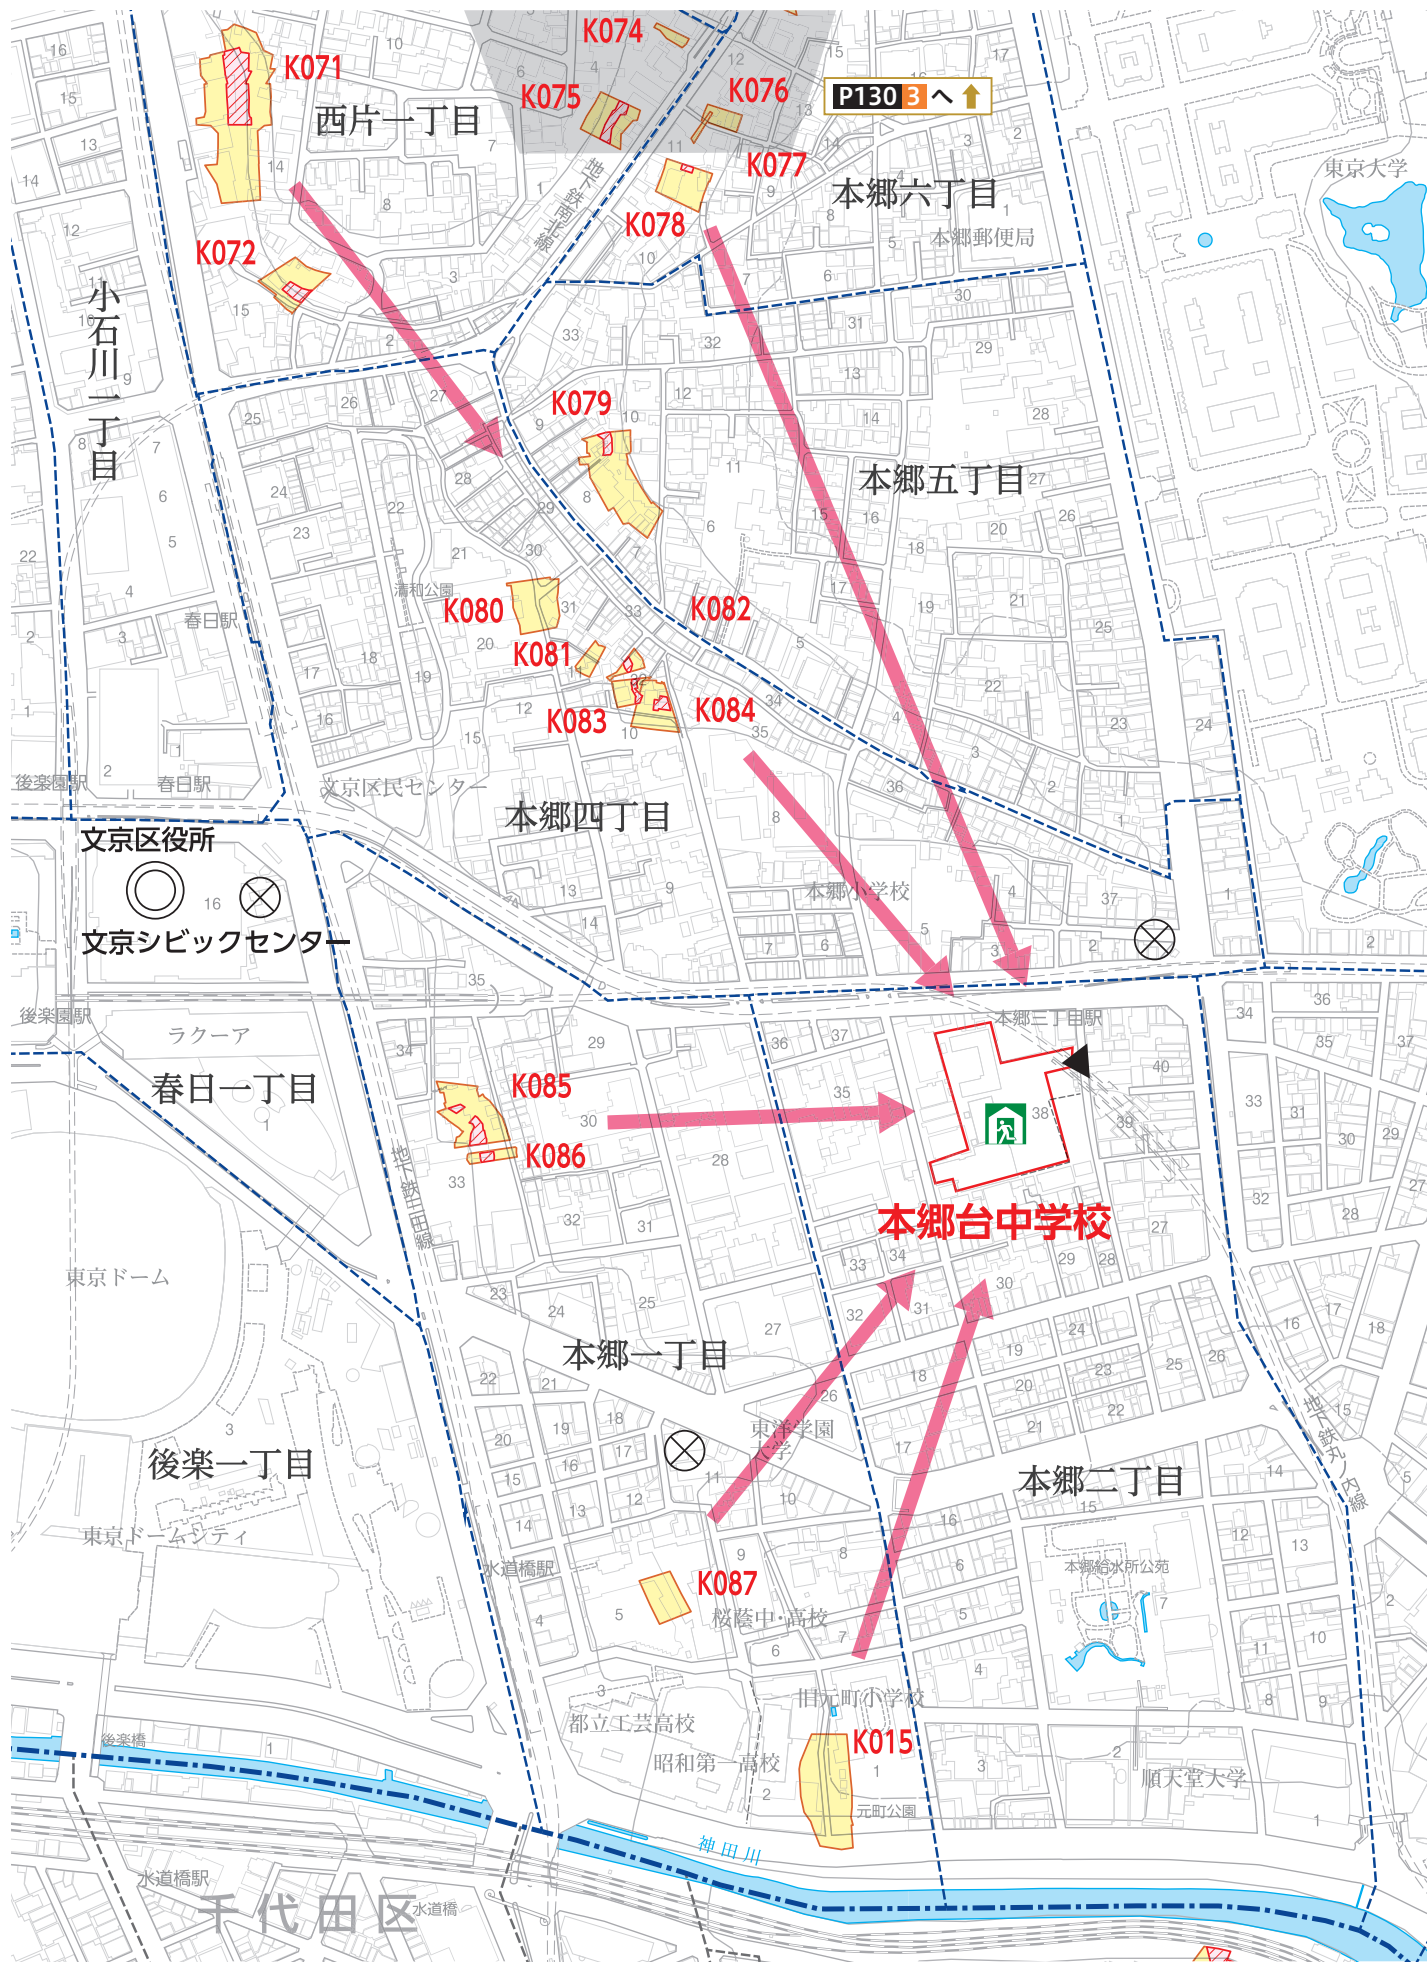 K074
K071
K075
K076
P130 3 へ
西片一丁目
K077
東京大学
地下鉄南北線
本郷六丁目
K078
本郷郵便局
K072
小石川一丁目
K079
本郷五丁目
清和公園
K080
K082
春日駅
K081
K083
K084
後楽園駅
春日駅
文京区民センター
本郷四丁目
文京区役所
本郷小学校
文京シビックセンター
後楽園駅
ラクーア
本郷三丁目駅
春日一丁目
K085
K086
地下鉄三田線
本郷台中学校
東京ドーム
本郷一丁目
東洋学園
大学
地下鉄丸ノ内線
後楽一丁目
本郷二丁目
東京ドームシティ
水道橋駅
本郷給水所公苑
K087
桜蔭中・高校
旧元町小学校
都立工芸高校
後楽橋
K015
昭和第一高校
順天堂大学
元町公園
神田川
水道橋駅
千代田区
水道橋